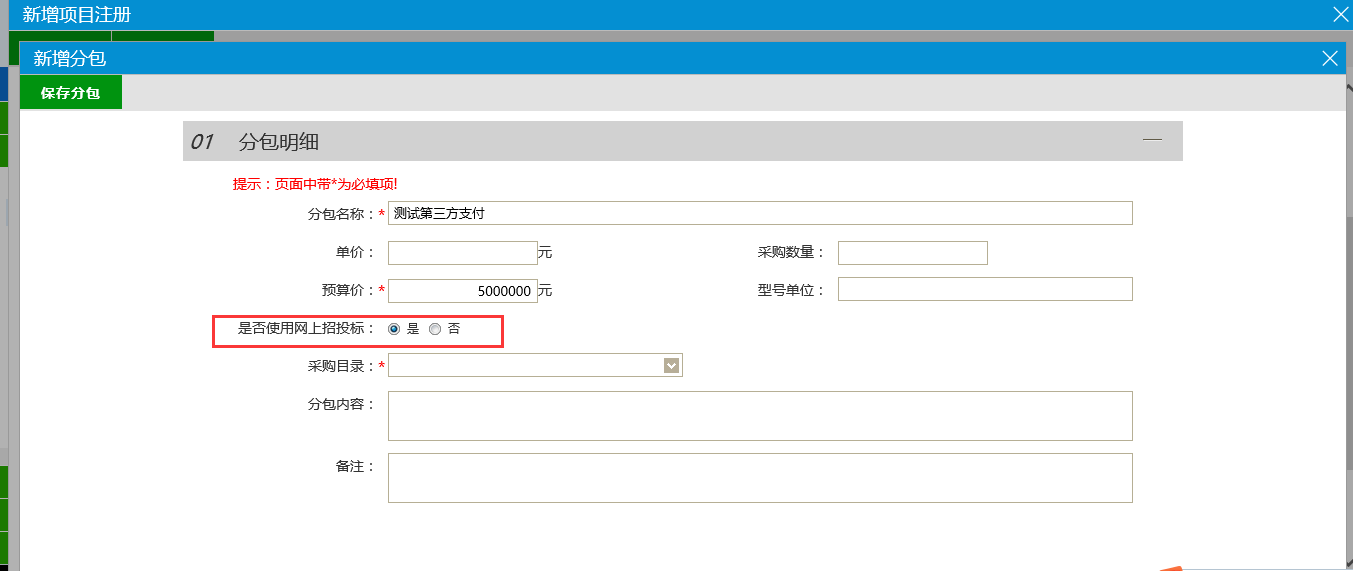 新增项目注册
新增分包
保存分包
01 分包明细
提示：页面中带*为必填项!
分包名称：* 测试第三方支付
单价： 元 采购数量：
预算价：* 5000000 元 型号单位：
是否使用网上招投标： 是 否
采购目录：*
分包内容：
备注：